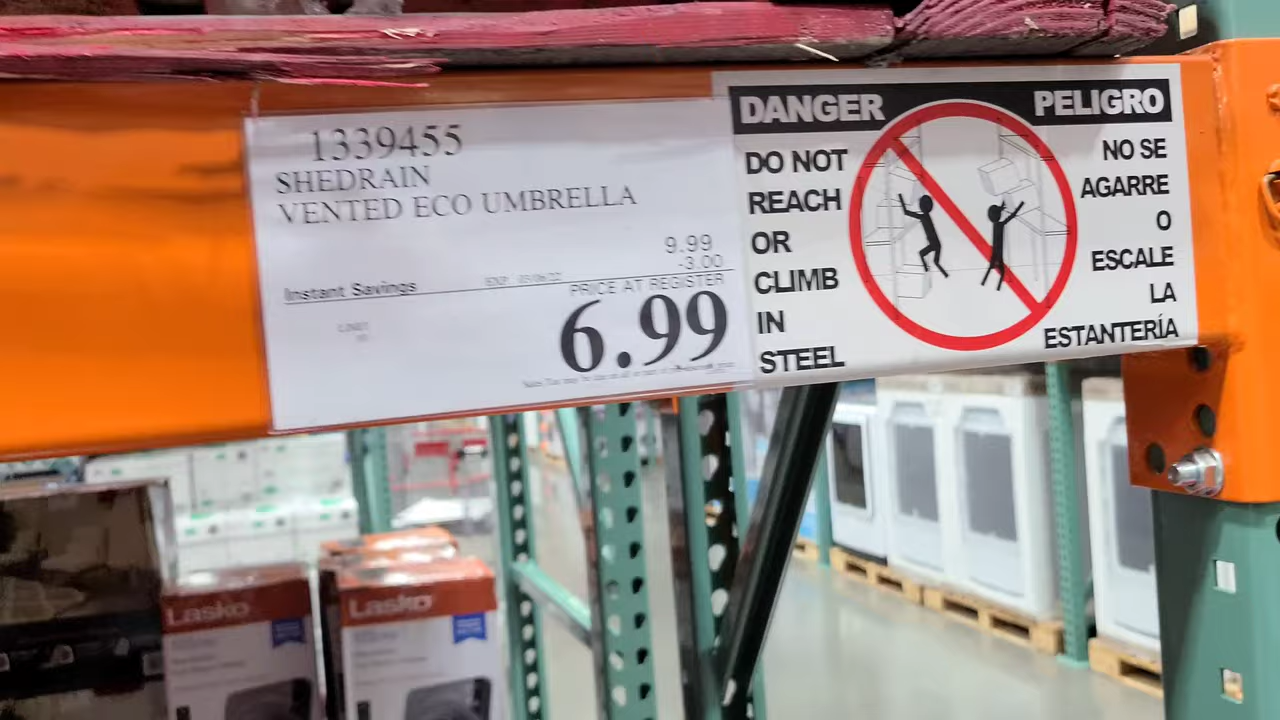 1339455
SHEDRAIN
VENTED ECO UMBRELLA
9.99
-3.00
Instant Savings
PRICE AT REGISTER
6.99
DANGER
PELIGRO
DO NOT
REACH
OR
CLIMB
IN
STEEL
NO SE
AGARRE
O
ESCALE
LA
ESTANTERÍA
Lasko
Lasko